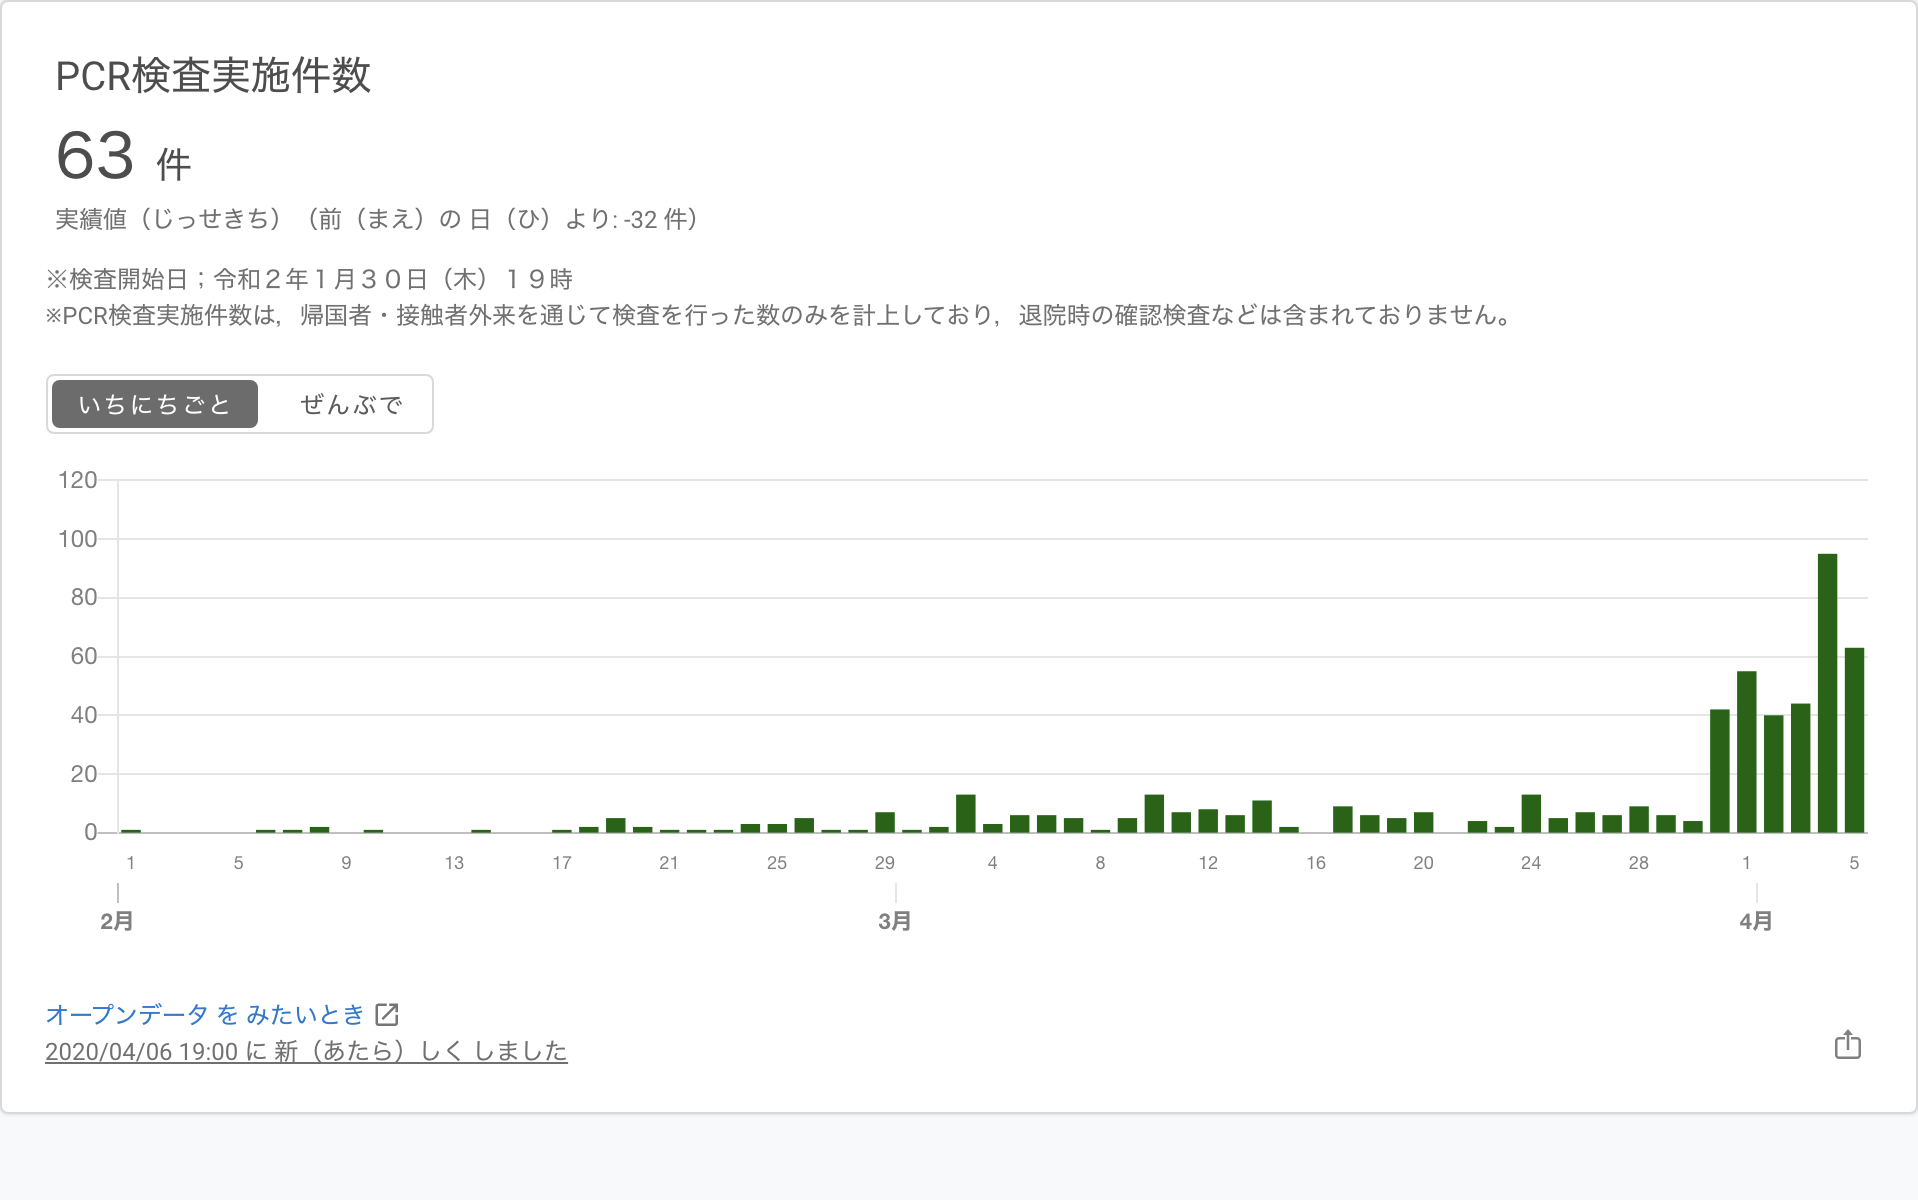 PCR検査実施件数
63 件
実績値（じっせきち）（前（まえ）の 日（ひ）より: -32 件）
※検査開始日；令和２年１月３０日（木）１９時
※PCR検査実施件数は，帰国者・接触者外来を通じて検査を行った数のみを計上しており，退院時の確認検査などは含まれておりません。
いちにちごと ぜんぶで
120
100
80
60
40
20
0
1 5 9 13 17 21 25 29 4 8 12 16 20 24 28 1 5
2月 3月 4月
オープンデータ を みたいとき
2020/04/06 19:00 に 新（あたら）しく しました